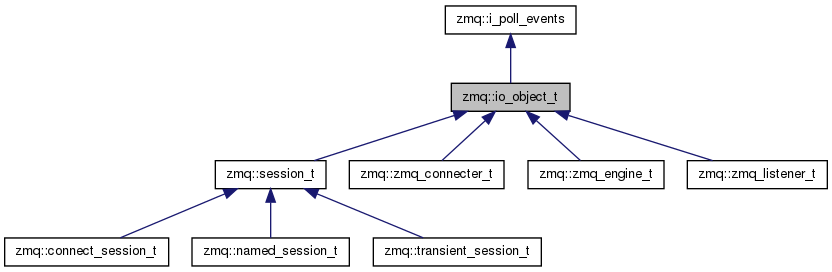 zmq::i_poll_events
zmq::io_object_t
zmq::session_t
zmq::zmq_connecter_t
zmq::zmq_engine_t
zmq::zmq_listener_t
zmq::connect_session_t
zmq::named_session_t
zmq::transient_session_t